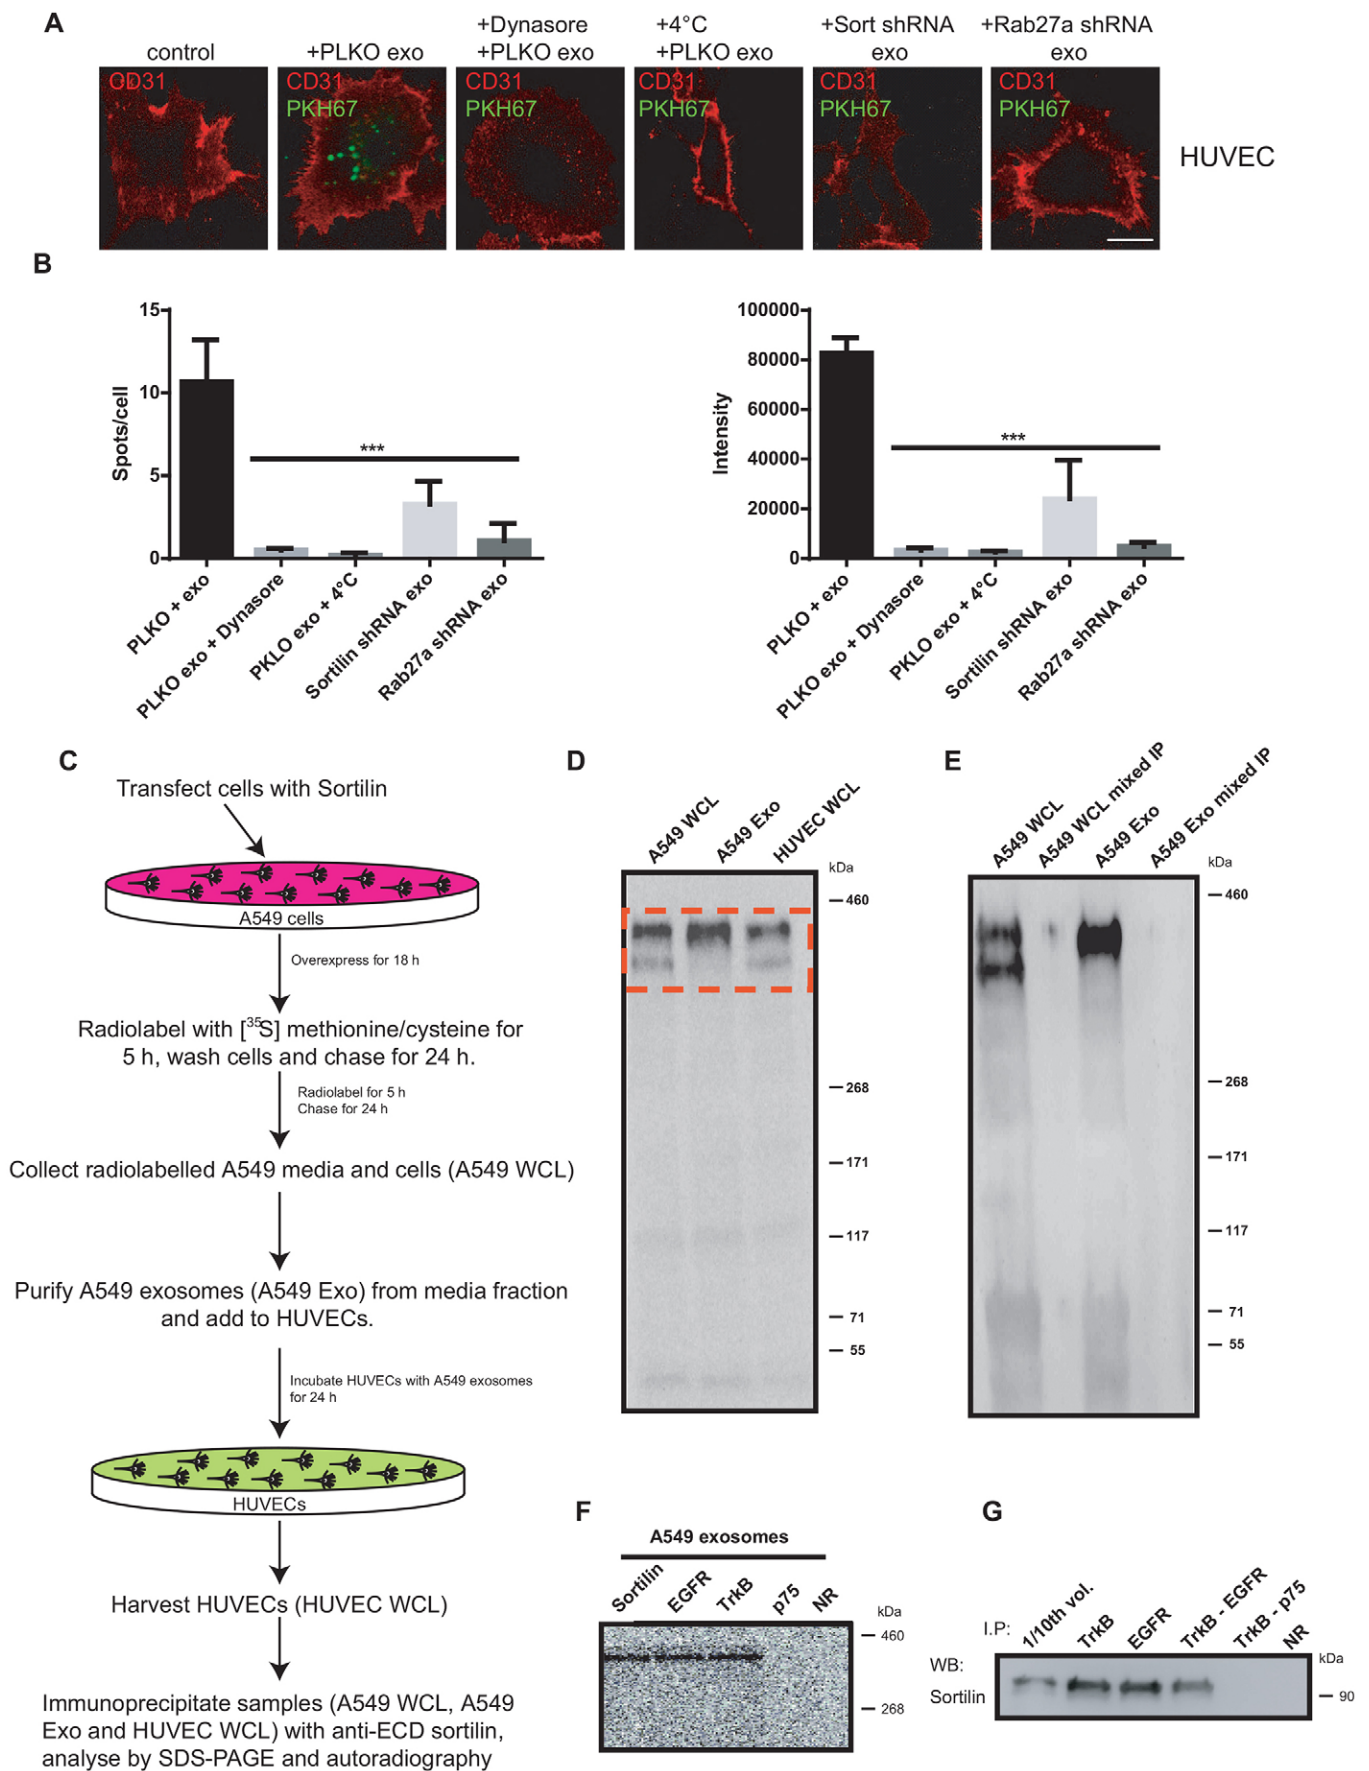 A
control
+PLKO exo
+Dynasore
+PLKO exo
+4°C
+PLKO exo
+Sort shRNA
exo
+Rab27a shRNA
exo
CD31
CD31
PKH67
CD31
PKH67
CD31
PKH67
CD31
PKH67
CD31
PKH67
HUVEC
B
Spots/cell
15
10
5
0
***
PLKO + exo
PLKO exo + Dynasore
PKLO exo + 4°C
Sortilin shRNA exo
Rab27a shRNA exo
Intensity
100000
80000
60000
40000
20000
0
***
PLKO + exo
PLKO exo + Dynasore
PKLO exo + 4°C
Sortilin shRNA exo
Rab27a shRNA exo
C
Transfect cells with Sortilin
A549 cells
Overexpress for 18 h
Radiolabel with [35S] methionine/cysteine for
5 h, wash cells and chase for 24 h.
Radiolabel for 5 h
Chase for 24 h
Collect radiolabelled A549 media and cells (A549 WCL)
Purify A549 exosomes (A549 Exo) from media fraction
and add to HUVECs.
Incubate HUVECs with A549 exosomes
for 24 h
HUVECs
Harvest HUVECs (HUVEC WCL)
Immunoprecipitate samples (A549 WCL, A549
Exo and HUVEC WCL) with anti-ECD sortilin,
analyse by SDS-PAGE and autoradiography
D
A549 WCL
A549 Exo
HUVEC WCL
kDa
460
268
171
117
71
55
E
A549 WCL
A549 WCL mixed IP
A549 Exo
A549 Exo mixed IP
kDa
460
268
171
117
71
55
F
A549 exosomes
Sortilin
EGFR
TrkB
p75
NR
kDa
460
268
G
I.P:
1/10th vol.
TrkB
EGFR
TrkB - EGFR
TrkB - p75
NR
WB:
Sortilin
kDa
90